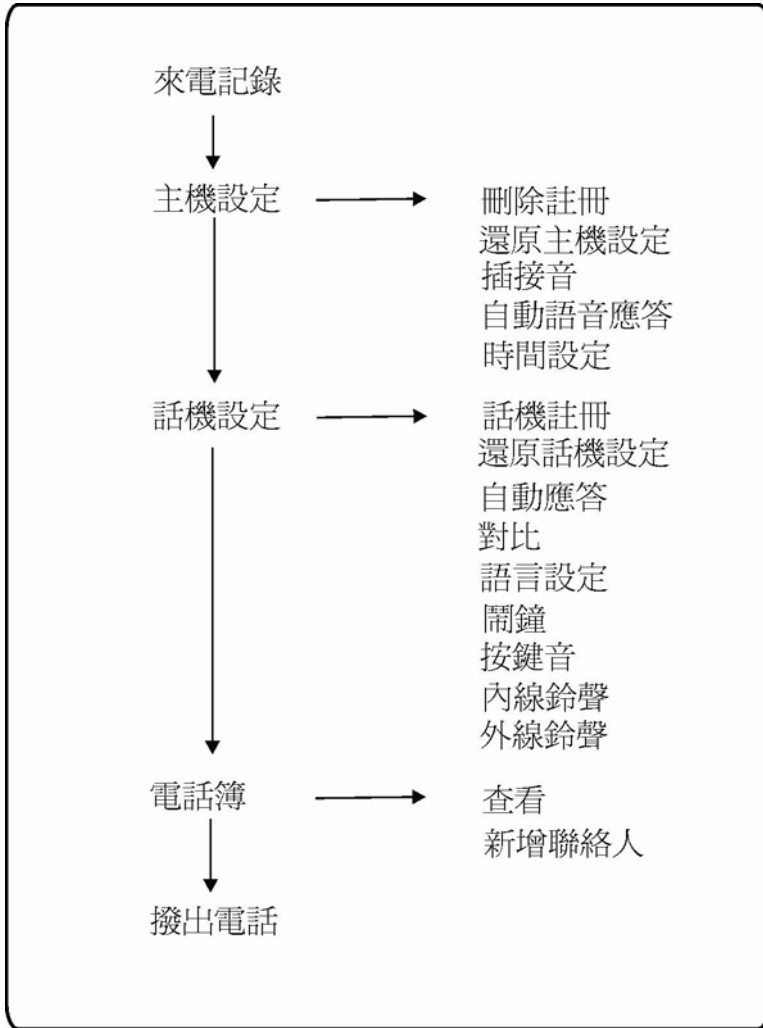 來電記錄
主機設定
刪除註冊
還原主機設定
插接音
自動語音應答
時間設定
話機設定
話機註冊
還原話機設定
自動應答
對比
語言設定
鬧鐘
按鍵音
內線鈴聲
外線鈴聲
電話簿
查看
新增聯絡人
撥出電話